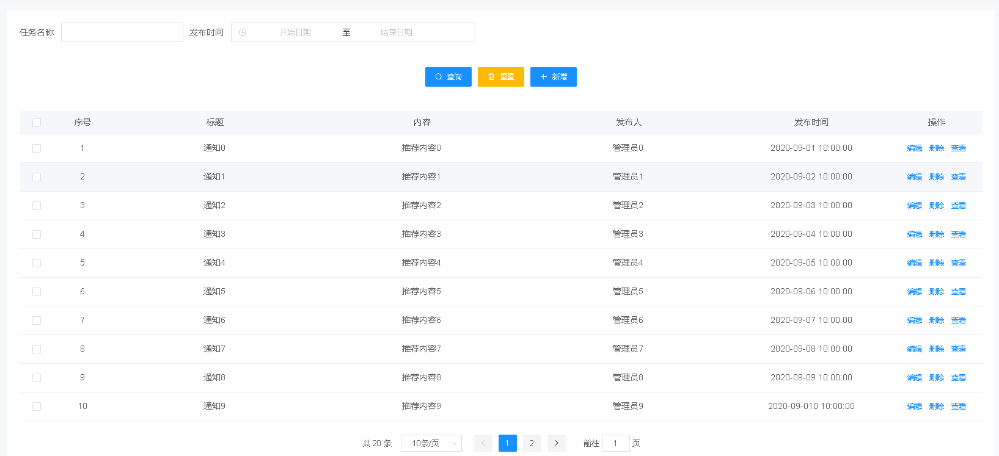 任务名称 发布时间 开始日期 至 结束日期
查询 重置 新增
序号 标题 内容 发布人 发布时间 操作
1 通知0 推荐内容0 管理员0 2020-09-01 10:00:00 编辑 删除 查看
2 通知1 推荐内容1 管理员1 2020-09-02 10:00:00 编辑 删除 查看
3 通知2 推荐内容2 管理员2 2020-09-03 10:00:00 编辑 删除 查看
4 通知3 推荐内容3 管理员3 2020-09-04 10:00:00 编辑 删除 查看
5 通知4 推荐内容4 管理员4 2020-09-05 10:00:00 编辑 删除 查看
6 通知5 推荐内容5 管理员5 2020-09-06 10:00:00 编辑 删除 查看
7 通知6 推荐内容6 管理员6 2020-09-07 10:00:00 编辑 删除 查看
8 通知7 推荐内容7 管理员7 2020-09-08 10:00:00 编辑 删除 查看
9 通知8 推荐内容8 管理员8 2020-09-09 10:00:00 编辑 删除 查看
10 通知9 推荐内容9 管理员9 2020-09-010 10:00:00 编辑 删除 查看
共 20 条 10条/页 1 2 前往 1 页